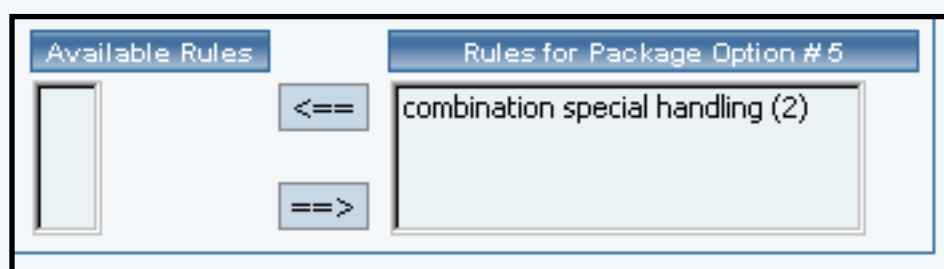 Available Rules
Rules for Package Option # 5
<==
combination special handling (2)
==>